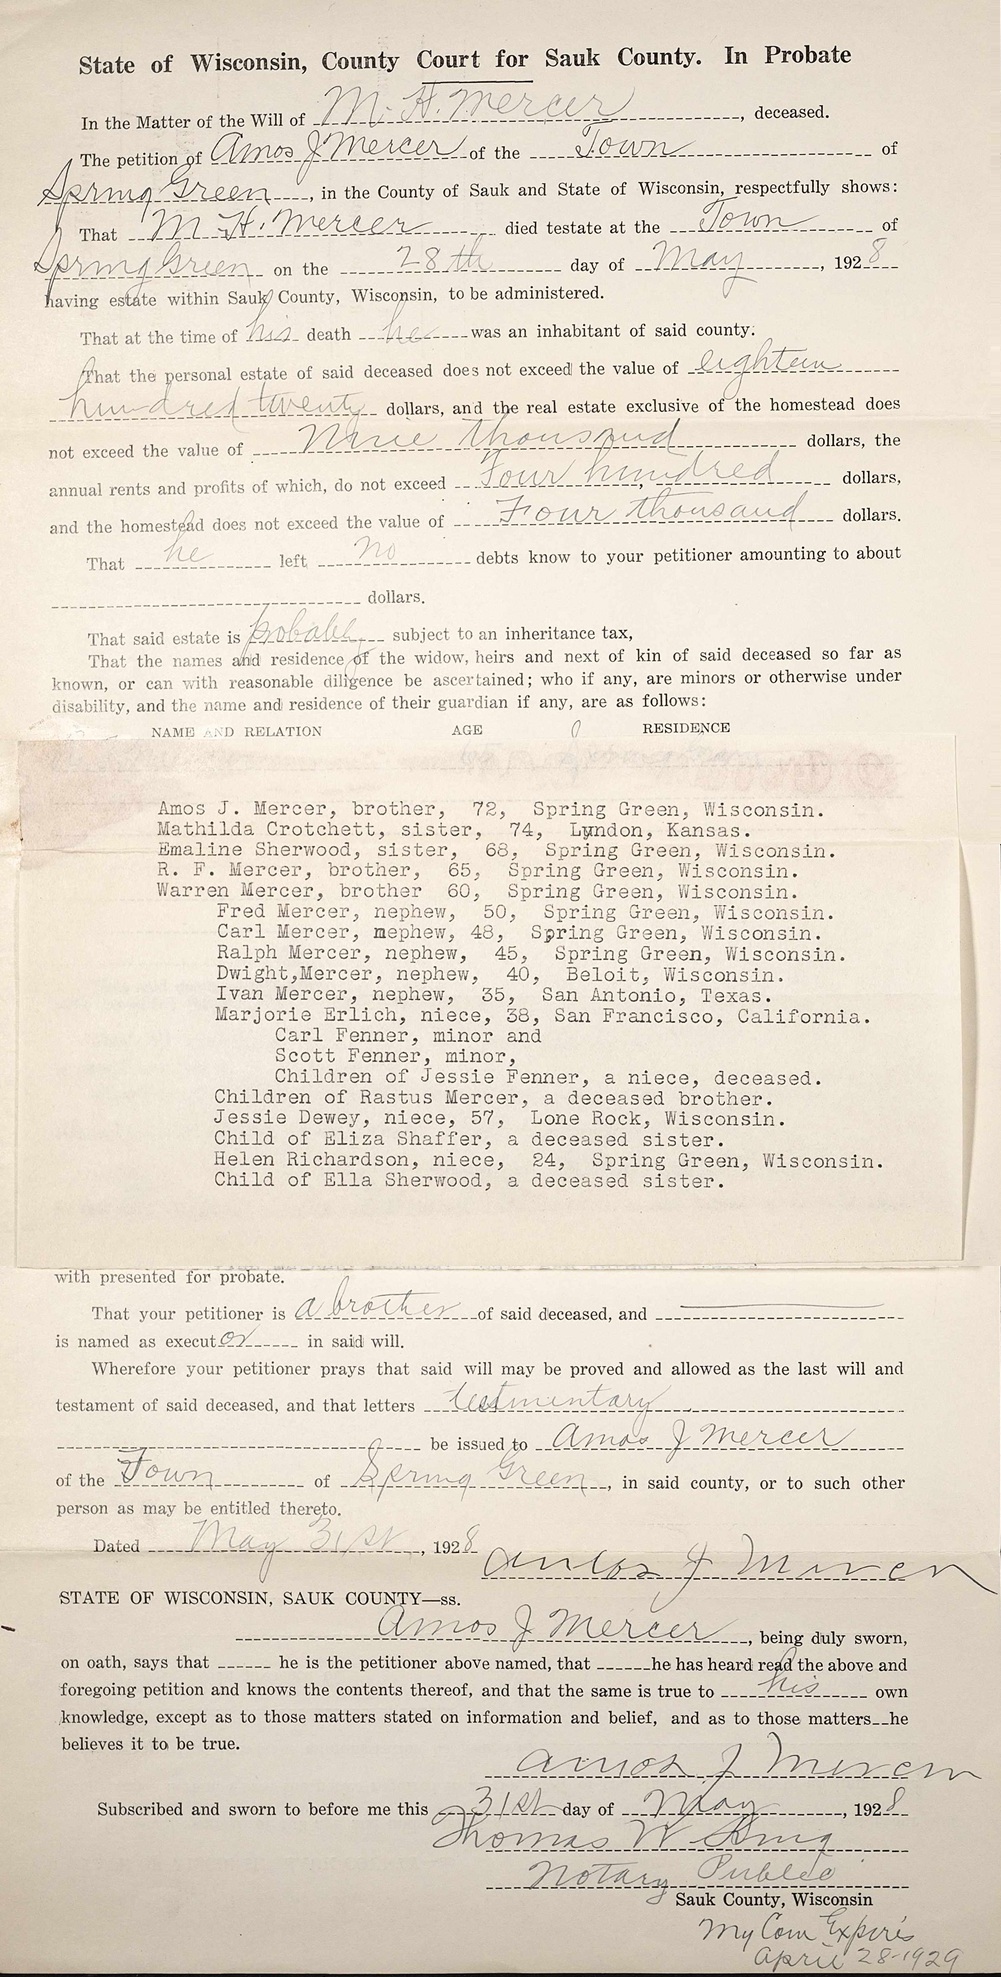 State of Wisconsin, County Court for Sauk County. In Probate
In the Matter of the Will of M. H. Mercer, deceased.
The petition of Amos J Mercer of the Town of
Spring Green, in the County of Sauk and State of Wisconsin, respectfully shows:
That M H. Mercer died testate at the Town of
Spring Green on the 28th day of May, 1928
having estate within Sauk County, Wisconsin, to be administered.
That at the time of his death he was an inhabitant of said county.
That the personal estate of said deceased does not exceed the value of eighteen
hundred twenty dollars, and the real estate exclusive of the homestead does
not exceed the value of Nine thousand dollars, the
annual rents and profits of which, do not exceed Four hundred dollars,
and the homestead does not exceed the value of Four thousand dollars.
That he left no debts know to your petitioner amounting to about
dollars.
That said estate is probably subject to an inheritance tax,
That the names and residence of the widow, heirs and next of kin of said deceased so far as
known, or can with reasonable diligence be ascertained; who if any, are minors or otherwise under
disability, and the name and residence of their guardian if any, are as follows:
NAME AND RELATION AGE RESIDENCE
Amos J. Mercer, brother, 72, Spring Green, Wisconsin.
Mathilda Crotchett, sister, 74, Lyndon, Kansas.
Emaline Sherwood, sister, 68, Spring Green, Wisconsin.
R. F. Mercer, brother, 65, Spring Green, Wisconsin.
Warren Mercer, brother 60, Spring Green, Wisconsin.
Fred Mercer, nephew, 50, Spring Green, Wisconsin.
Carl Mercer, nephew, 48, Spring Green, Wisconsin.
Ralph Mercer, nephew, 45, Spring Green, Wisconsin.
Dwight,Mercer, nephew, 40, Beloit, Wisconsin.
Ivan Mercer, nephew, 35, San Antonio, Texas.
Marjorie Erlich, niece, 38, San Francisco, California.
Carl Fenner, minor and
Scott Fenner, minor,
Children of Jessie Fenner, a niece, deceased.
Children of Rastus Mercer, a deceased brother.
Jessie Dewey, niece, 57, Lone Rock, Wisconsin.
Child of Eliza Shaffer, a deceased sister.
Helen Richardson, niece, 24, Spring Green, Wisconsin.
Child of Ella Sherwood, a deceased sister.
with presented for probate.
That your petitioner is a brother of said deceased, and
is named as executor in said will.
Wherefore your petitioner prays that said will may be proved and allowed as the last will and
testament of said deceased, and that letters testmentary
be issued to Amos J Mercer
of the Town of Spring Green, in said county, or to such other
person as may be entitled thereto.
Dated May 31st, 1928
Amos J Mercer
STATE OF WISCONSIN, SAUK COUNTY—ss.
Amos J Mercer, being duly sworn,
on oath, says that he is the petitioner above named, that he has heard read the above and
foregoing petition and knows the contents thereof, and that the same is true to his own
knowledge, except as to those matters stated on information and belief, and as to those matters he
believes it to be true.
Amos J Mercer
Subscribed and sworn to before me this 31st day of May, 1928
Thomas W King
Notary Public
Sauk County, Wisconsin
My Com Expires
April 28-1929